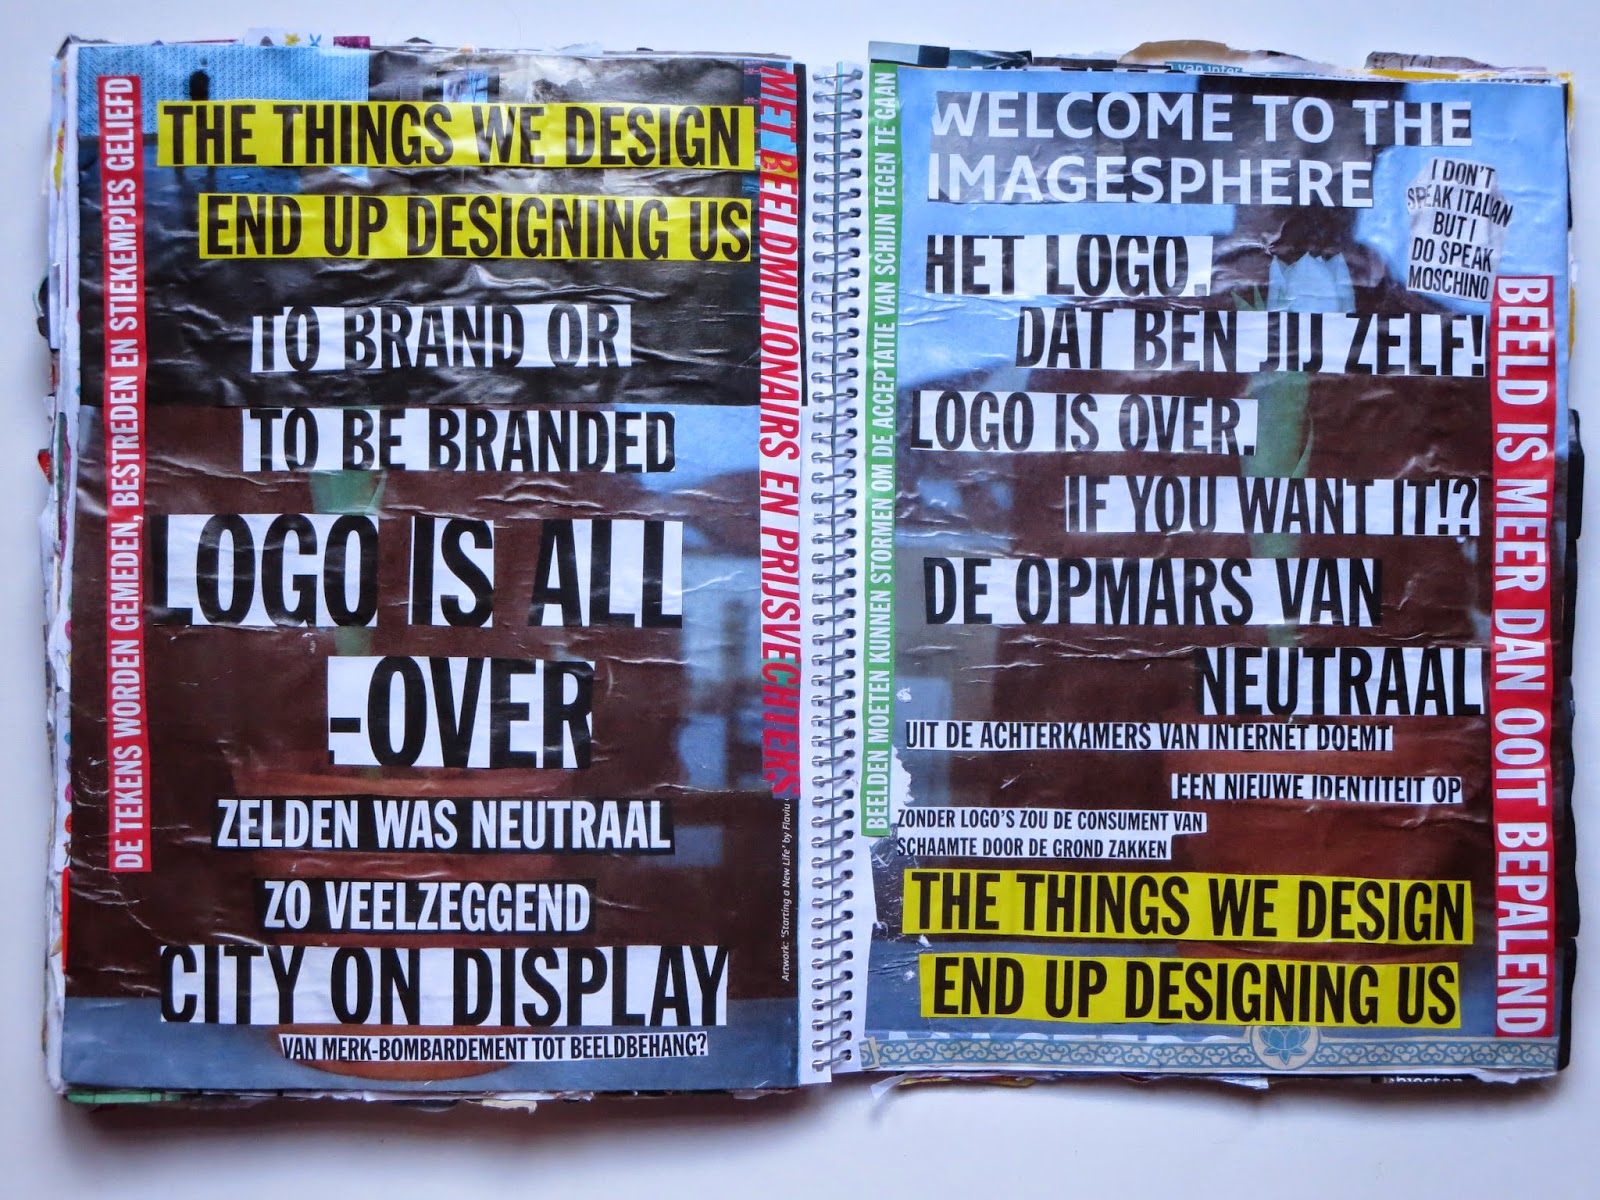 DE TEKENS WORDEN GEMEDEN, BESTREDEN EN STIEKEMPJES GELIEFD
THE THINGS WE DESIGN
END UP DESIGNING US
TO BRAND OR
TO BE BRANDED
LOGO IS ALL
-OVER
ZELDEN WAS NEUTRAAL
ZO VEELZEGGEND
CITY ON DISPLAY
VAN MERK-BOMBARDEMENT TOT BEELDBEHANG?
MET BEELDMILJONAIRS EN PRIJSVECHTERS
Artwork: 'Starting a New Life' by Flaviu
BEELDEN MOETEN KUNNEN STORMEN OM DE ACCEPTATIE VAN SCHIJN TEGEN TE GAAN
WELCOME TO THE
IMAGESPHERE
I DON'T
SPEAK ITALIAN
BUT I
DO SPEAK
MOSCHINO
HET LOGO.
DAT BEN JIJ ZELF!
LOGO IS OVER.
IF YOU WANT IT!?
DE OPMARS VAN
NEUTRAAL
UIT DE ACHTERKAMERS VAN INTERNET DOEMT
EEN NIEUWE IDENTITEIT OP
ZONDER LOGO'S ZOU DE CONSUMENT VAN
SCHAAMTE DOOR DE GROND ZAKKEN
THE THINGS WE DESIGN
END UP DESIGNING US
BEELD IS MEER DAN OOIT BEPALEND